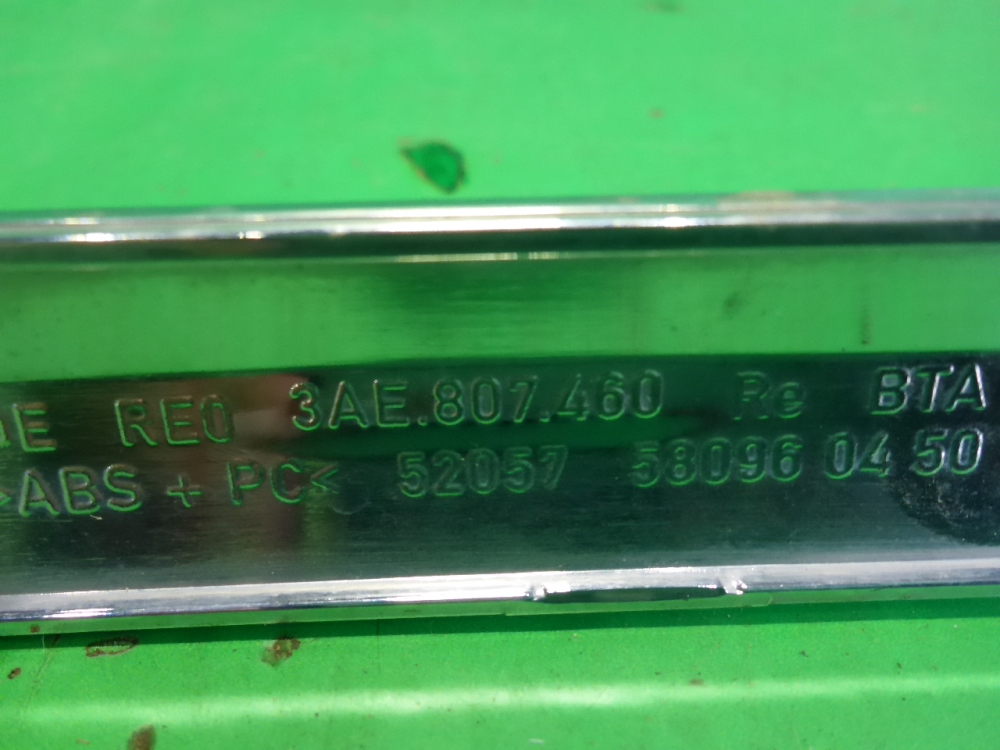 RE0 3AE.807.460 Re BTA
>ABS + PC< 52057 58096 04 50